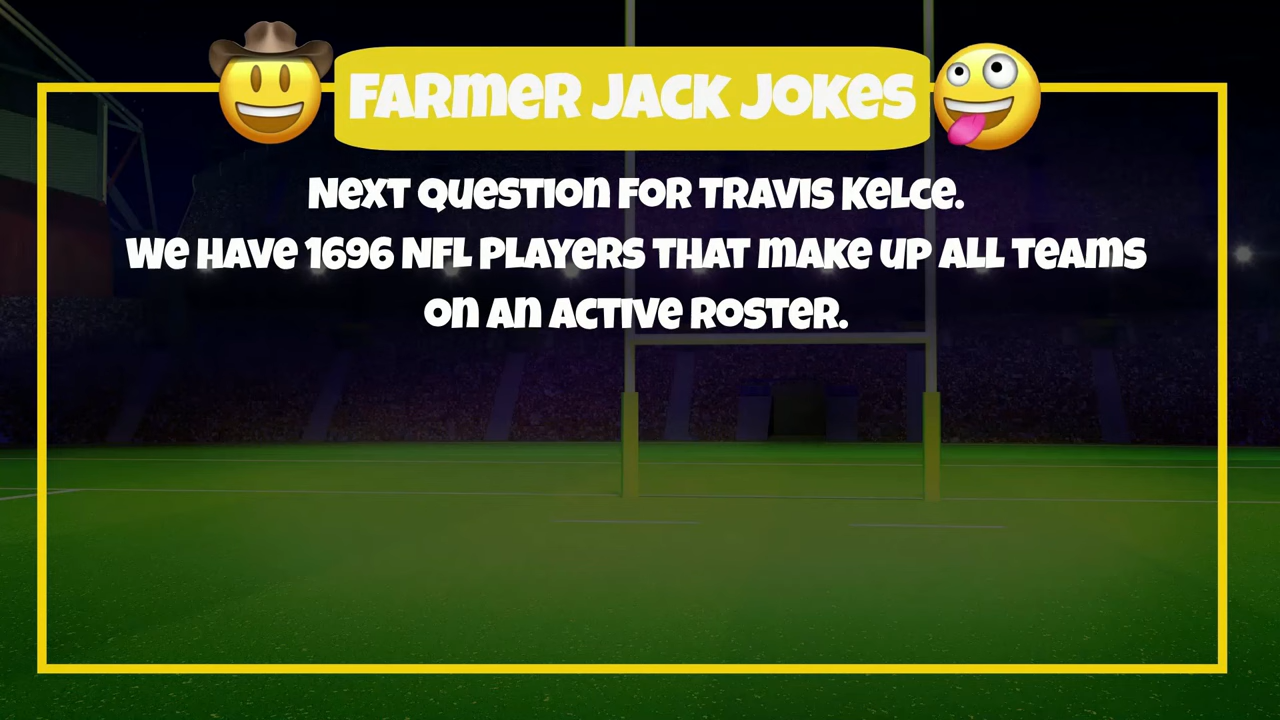 Farmer Jack Jokes
Next question for Travis Kelce.
We have 1696 NFL players that make up all teams
on an active roster.